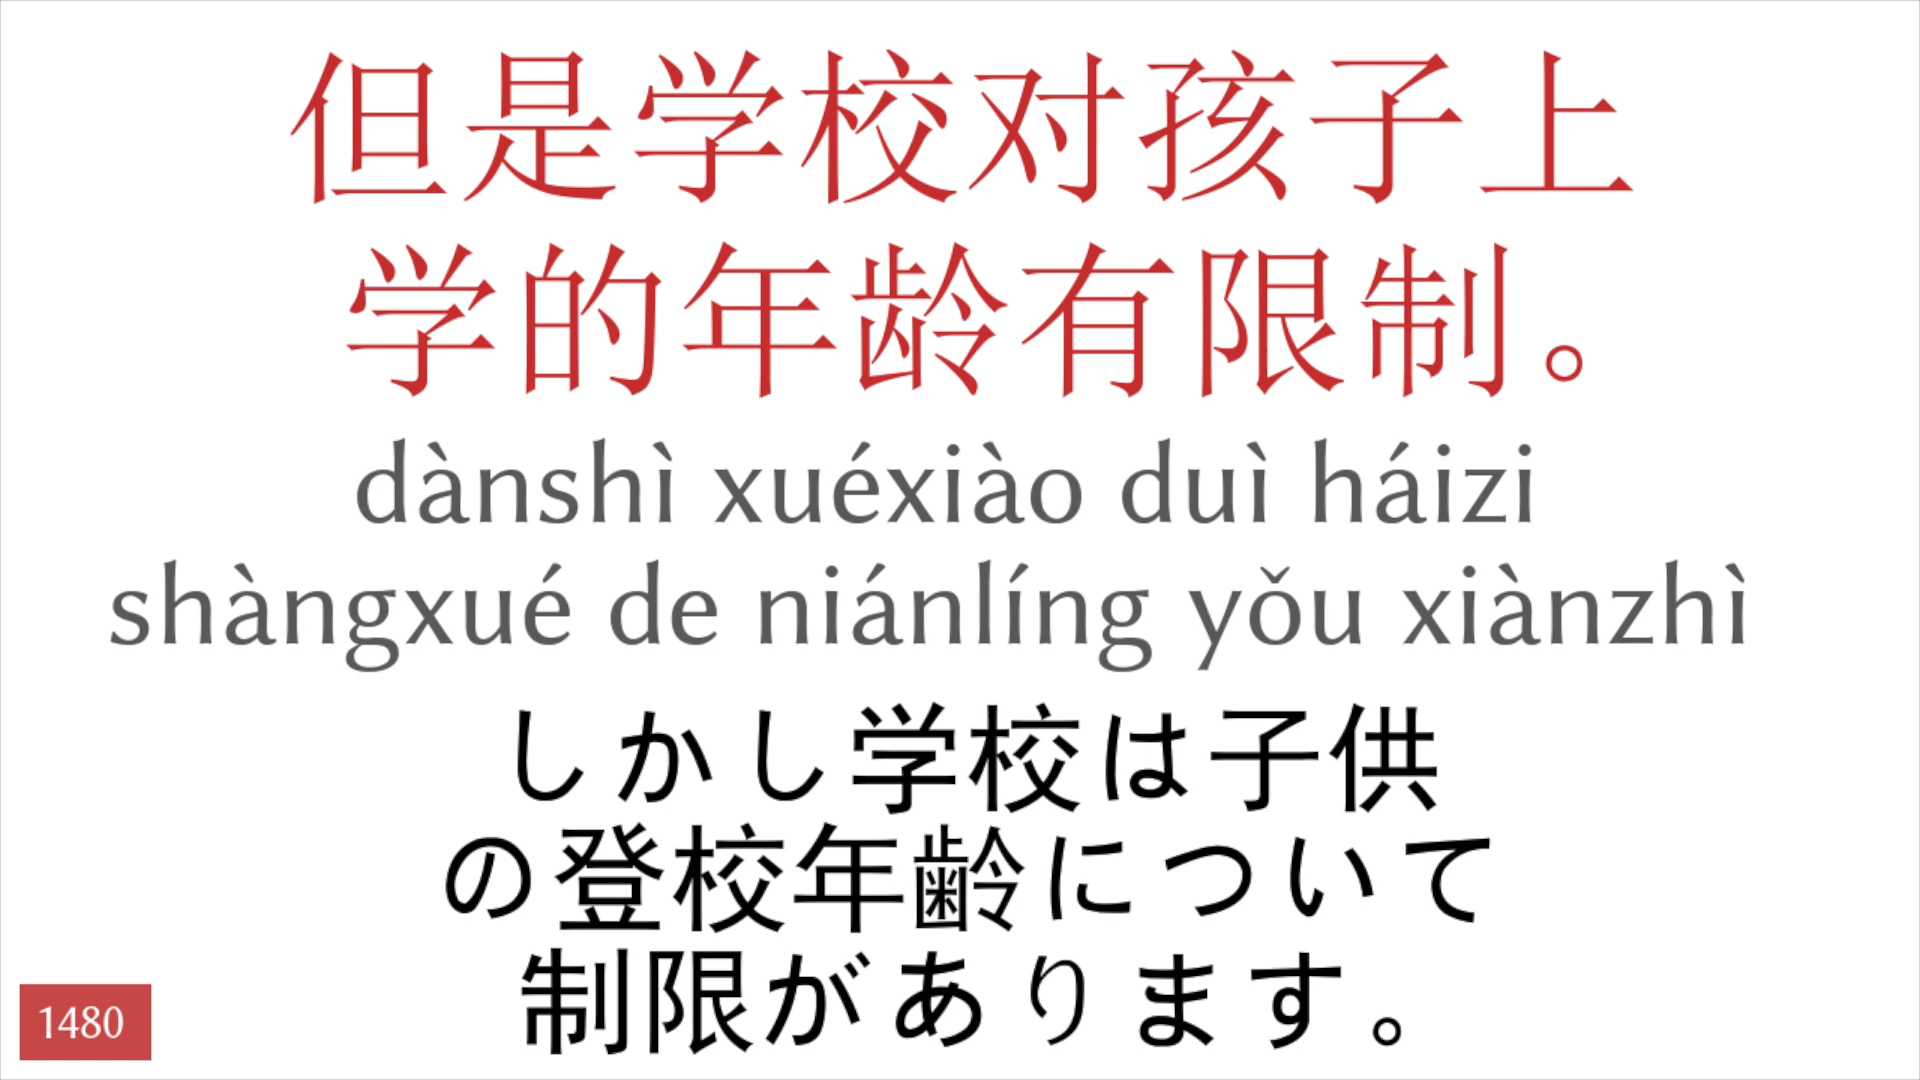 但是学校对孩子上
学的年龄有限制。
dànshì xuéxiào duì háizi
shàngxué de niánlíng yǒu xiànzhì
しかし学校は子供
の登校年齢について
制限があります。
1480